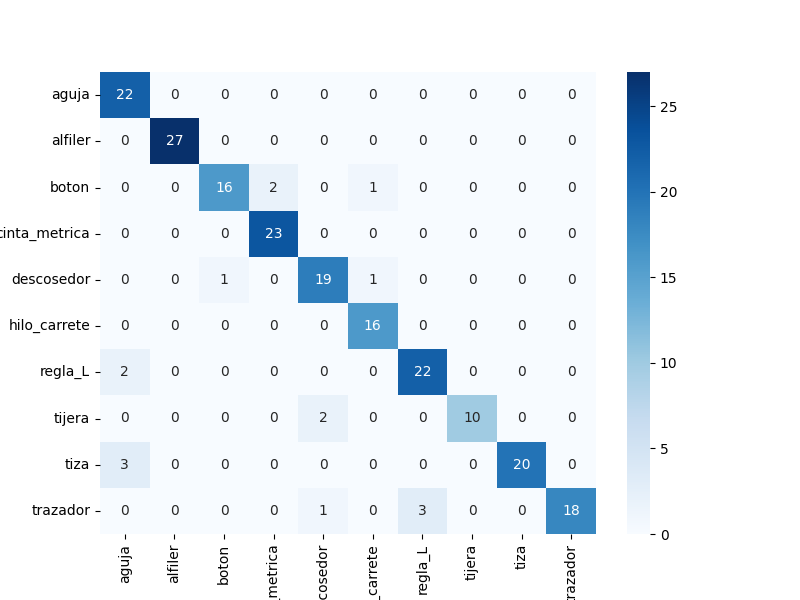 aguja 22 0 0 0 0 0 0 0 0 0
alfiler 0 27 0 0 0 0 0 0 0 0
boton 0 0 16 2 0 1 0 0 0 0
cinta_metrica 0 0 0 23 0 0 0 0 0 0
descosedor 0 0 1 0 19 1 0 0 0 0
hilo_carrete 0 0 0 0 0 16 0 0 0 0
regla_L 2 0 0 0 0 0 22 0 0 0
tijera 0 0 0 0 2 0 0 10 0 0
tiza 3 0 0 0 0 0 0 0 20 0
trazador 0 0 0 0 1 0 3 0 0 18
aguja
alfiler
boton
_metrica
cosedor
_carrete
regla_L
tijera
tiza
trazador
25
20
15
10
5
0